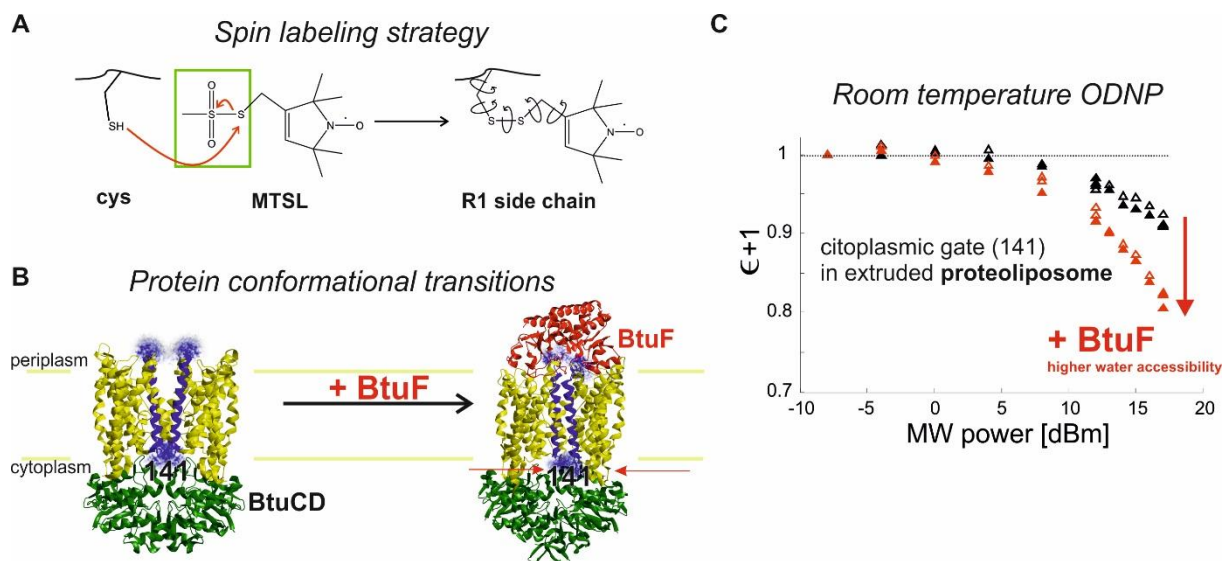 A
Spin labeling strategy
O
S
S
O
SH
N
O
S
S
N
O
cys
MTSL
R1 side chain
B
Protein conformational transitions
periplasm
cytoplasm
141
BtuCD
+ BtuF
BtuF
141
C
Room temperature ODNP
1
0.9
0.8
0.7
ϵ+1
citoplasmic gate (141)
in extruded proteoliposome
+ BtuF
higher water accessibility
-10
-5
0
5
10
15
20
MW power [dBm]